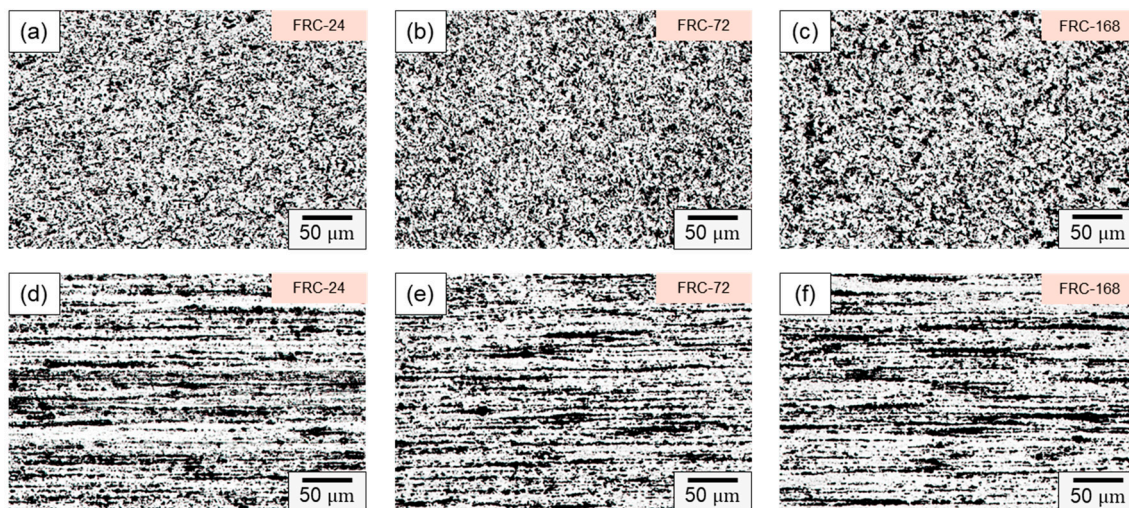 (a) FRC-24
50 μm
(b) FRC-72
50 μm
(c) FRC-168
50 μm
(d) FRC-24
50 μm
(e) FRC-72
50 μm
(f) FRC-168
50 μm